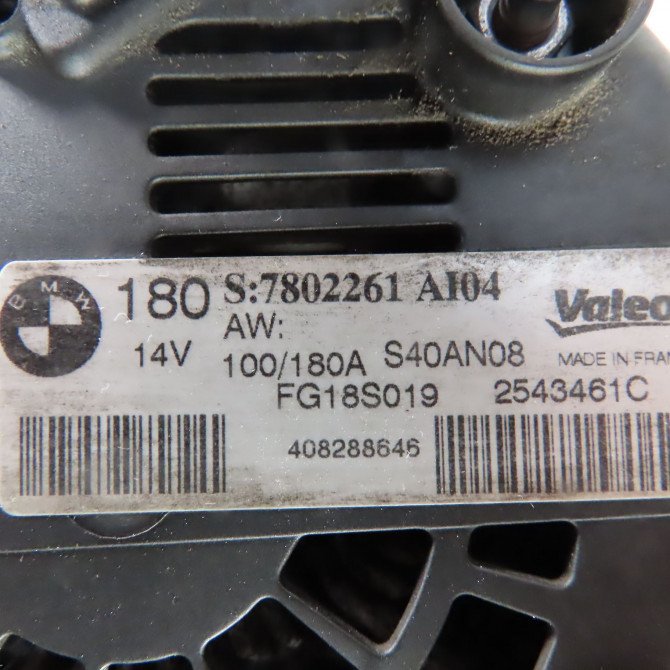 BMW 180 S:7802261 AI04 Valeo
AW:
14V 100/180A S40AN08 MADE IN FRAN
FG18S019 2543461C
408288646